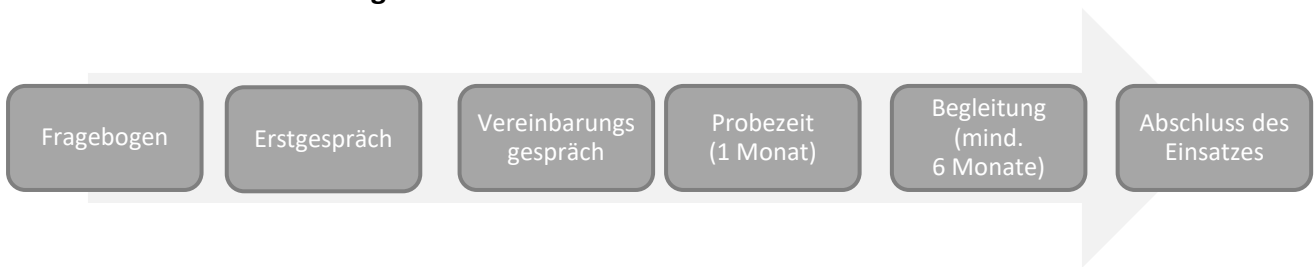 Fragebogen
Erstgespräch
Vereinbarungs
gespräch
Probezeit
(1 Monat)
Begleitung
(mind.
6 Monate)
Abschluss des
Einsatzes